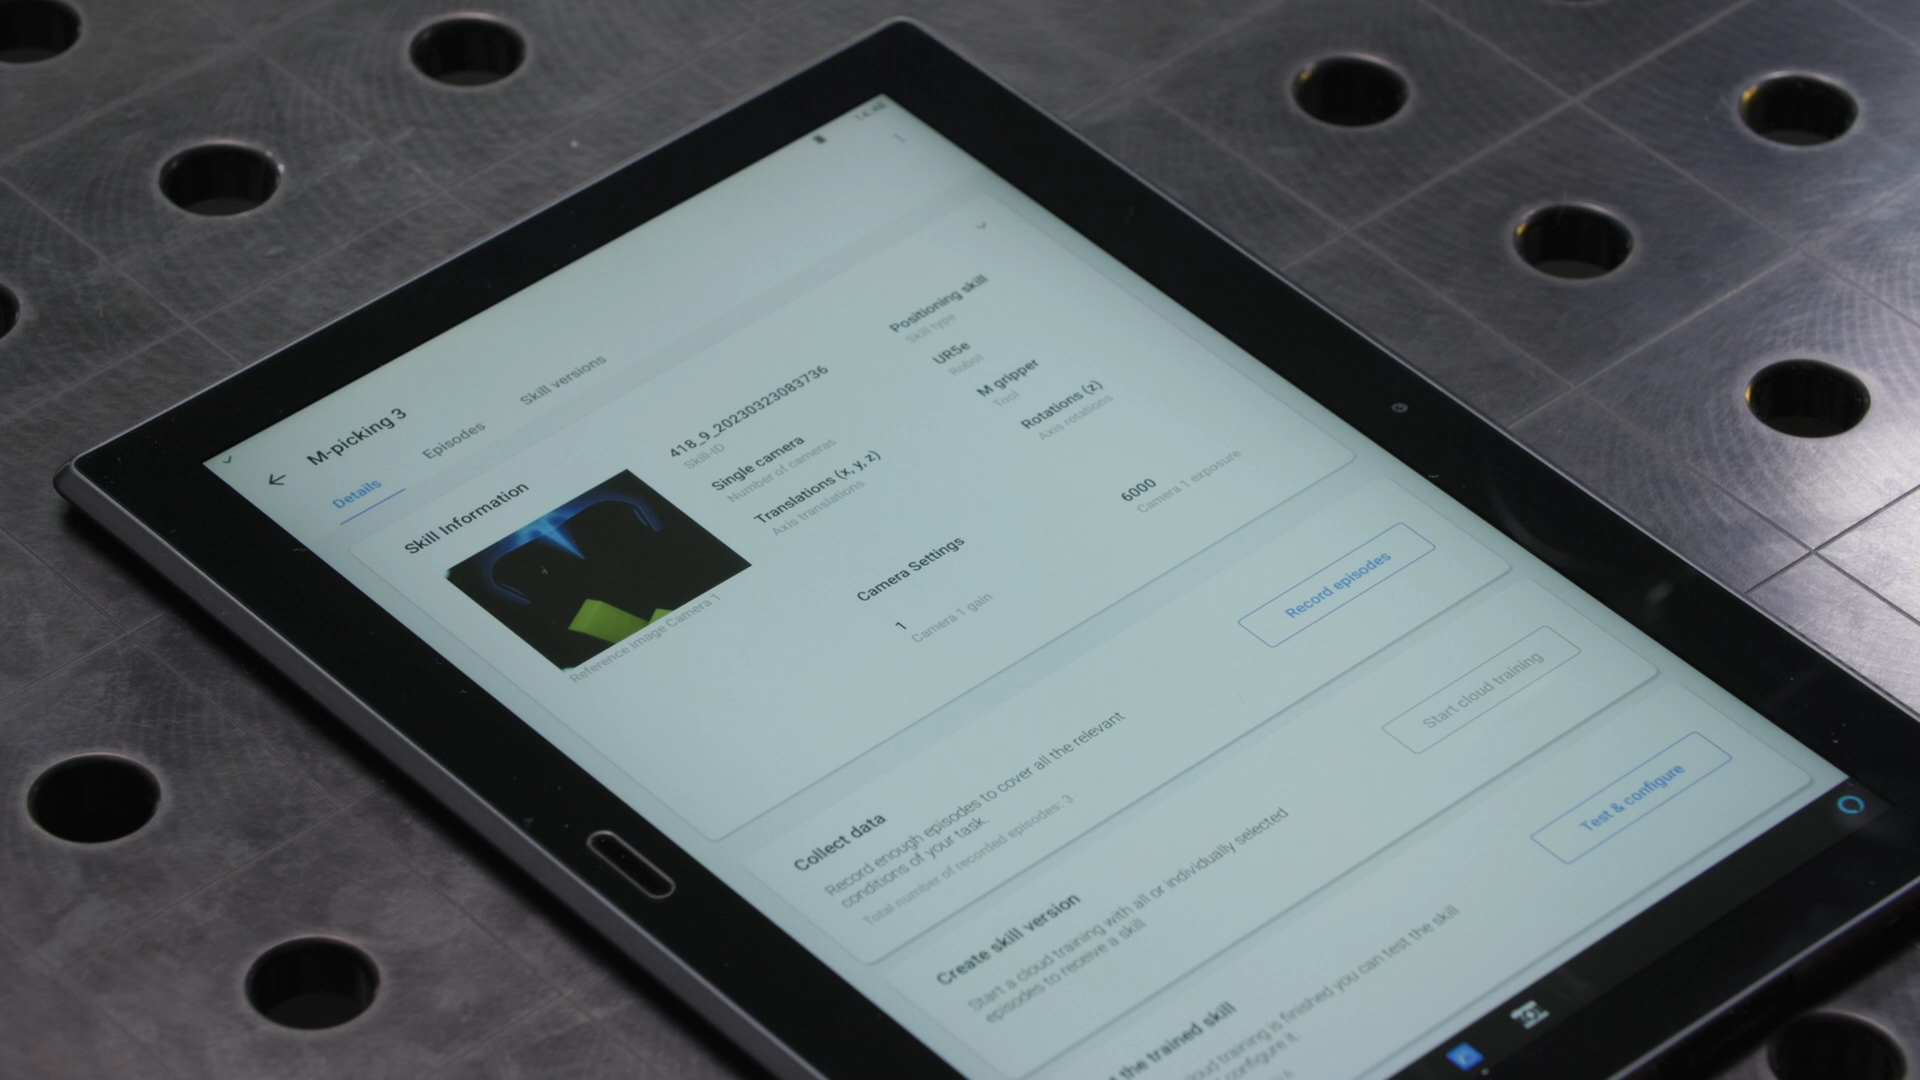 14:48
M-picking 3
Details
Episodes
Skill versions
Skill Information
Reference image Camera 1
418_9_20230323083736
Skill-ID
Positioning skill
Skill type
Single camera
Number of cameras
UR5e
Robot
Translations (x, y, z)
Axis translations
M gripper
Tool
Rotations (z)
Axis rotations
Camera Settings
1
Camera 1 gain
6000
Camera 1 exposure
Collect data
Record enough episodes to cover all the relevant
conditions of your task.
Total number of recorded episodes: 3
Record episodes
Create skill version
Start a cloud training with all or individually selected
episodes to receive a skill
Start cloud training
the trained skill
cloud training is finished you can test the skill
configure it.
Test & configure